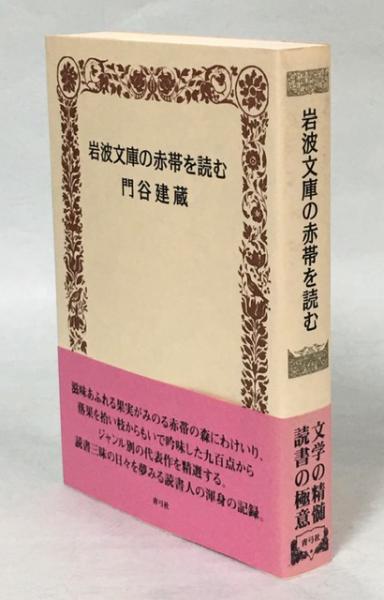 岩波文庫の赤帯を読む
門谷建蔵
滋味あふれる果実がみのる赤帯の森にわけいり、
落果を拾い枝からもいで吟味した九百点から
ジャンル別の代表作を精選する。
読書三昧の日々を夢みる読書人の渾身の記録。
青弓社
岩波文庫の赤帯を読む
文学の精髄
読書の極意
青弓社